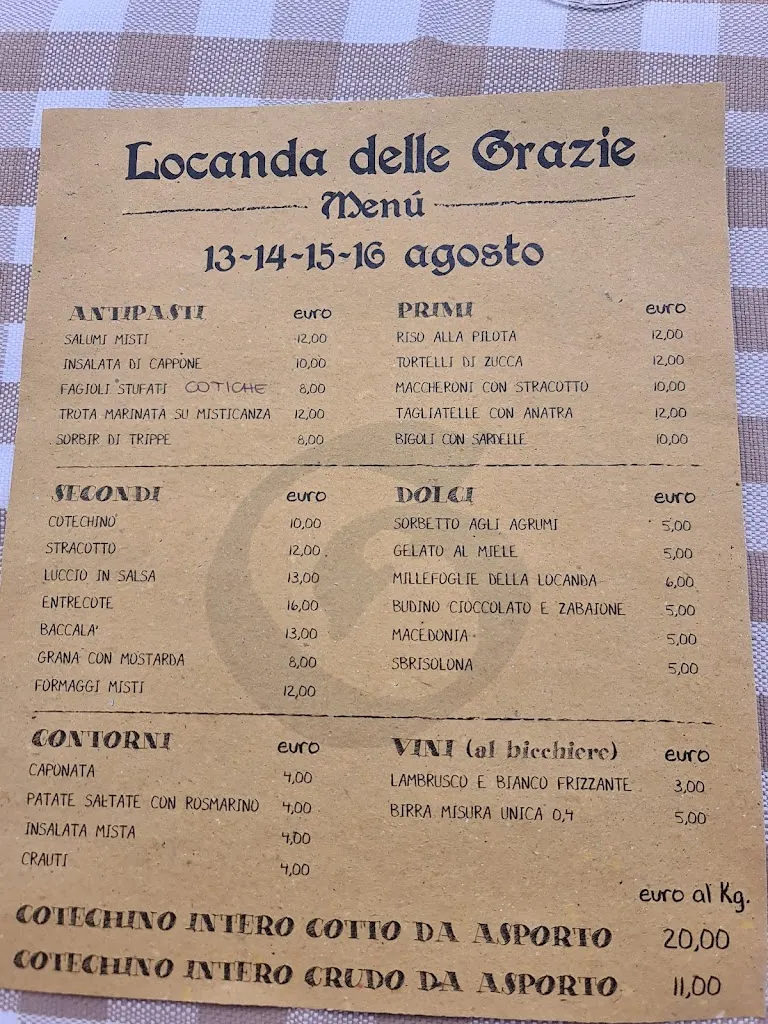 Locanda delle Grazie
Menú
13-14-15-16 agosto
ANTIPASTI euro
SALUMI MISTI 12,00
INSALATA DI CAPPONE 10,00
FAGIOLI STUFATI COTICHE 8,00
TROTA MARINATA SU MISTICANZA 12,00
SORBIR DI TRIPPE 8,00
PRIMI euro
RISO ALLA PILOTA 12,00
TORTELLI DI ZUCCA 12,00
MACCHERONI CON STRACOTTO 10,00
TAGLIATELLE CON ANATRA 12,00
BIGOLI CON SARDELLE 10,00
SECONDI euro
COTECHINO 10,00
STRACOTTO 12,00
LUCCIO IN SALSA 13,00
ENTRECOTE 16,00
BACCALA' 13,00
GRANA CON MOSTARDA 8,00
FORMAGGI MISTI 12,00
DOLCI euro
SORBETTO AGLI AGRUMI 5,00
GELATO AL MIELE 5,00
MILLEFOGLIE DELLA LOCANDA 6,00
BUDINO CIOCCOLATO E ZABAIONE 5,00
MACEDONIA 5,00
SBRISOLONA 5,00
CONTORNI euro
CAPONATA 4,00
PATATE SALTATE CON ROSMARINO 4,00
INSALATA MISTA 4,00
CRAUTI 4,00
VINI (al bicchiere) euro
LAMBRUSCO E BIANCO FRIZZANTE 3,00
BIRRA MISURA UNICA 0,4 5,00
euro al Kg.
COTECHINO INTERO COTTO DA ASPORTO 20,00
COTECHINO INTERO CRUDO DA ASPORTO 11,00